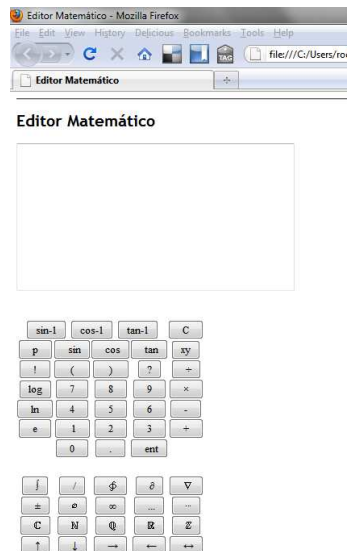 Editor Matemático - Mozilla Firefox
File Edit View History Delicious Bookmarks Tools Help
TAG file:///C:/Users/ro
Editor Matemático
Editor Matemático
sin-1 cos-1 tan-1 C
p sin cos tan xy
! ( ) ? ÷
log 7 8 9 ×
ln 4 5 6 -
e 1 2 3 +
0 . ent
∫ / ∮ ∂ ∇
± ø ∞ ... ⋯
ℂ ℕ ℚ ℝ ℤ
↑ ↓ → ← ↔